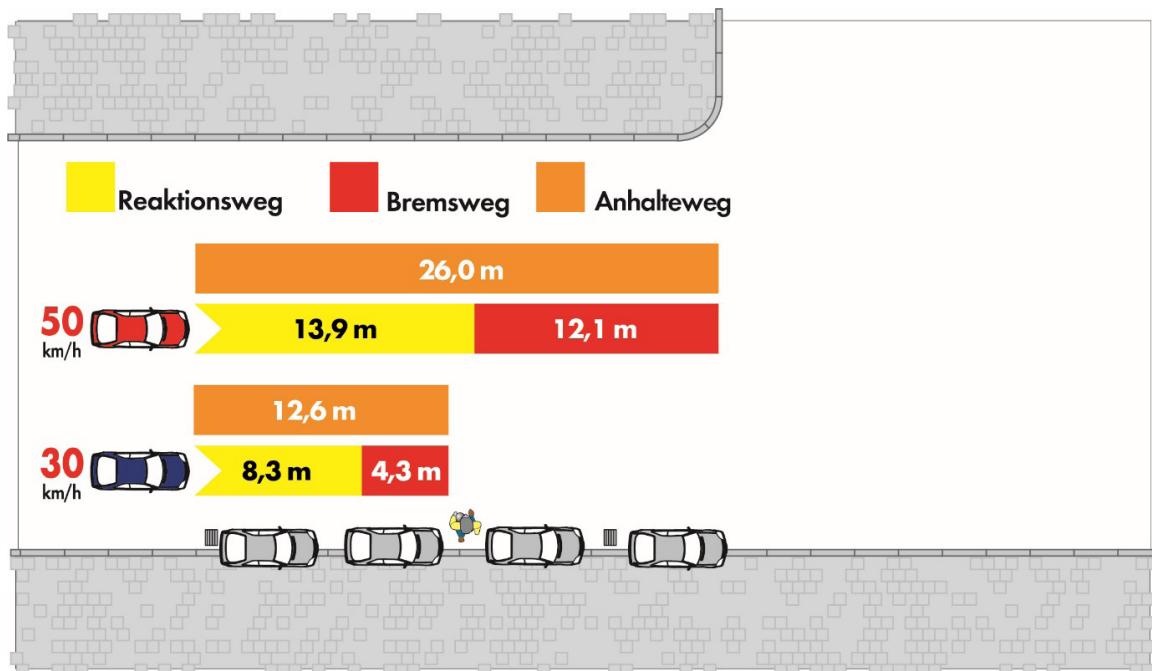 Reaktionsweg Bremsweg Anhalteweg
26,0 m
50 km/h
13,9 m 12,1 m
12,6 m
30 km/h
8,3 m 4,3 m